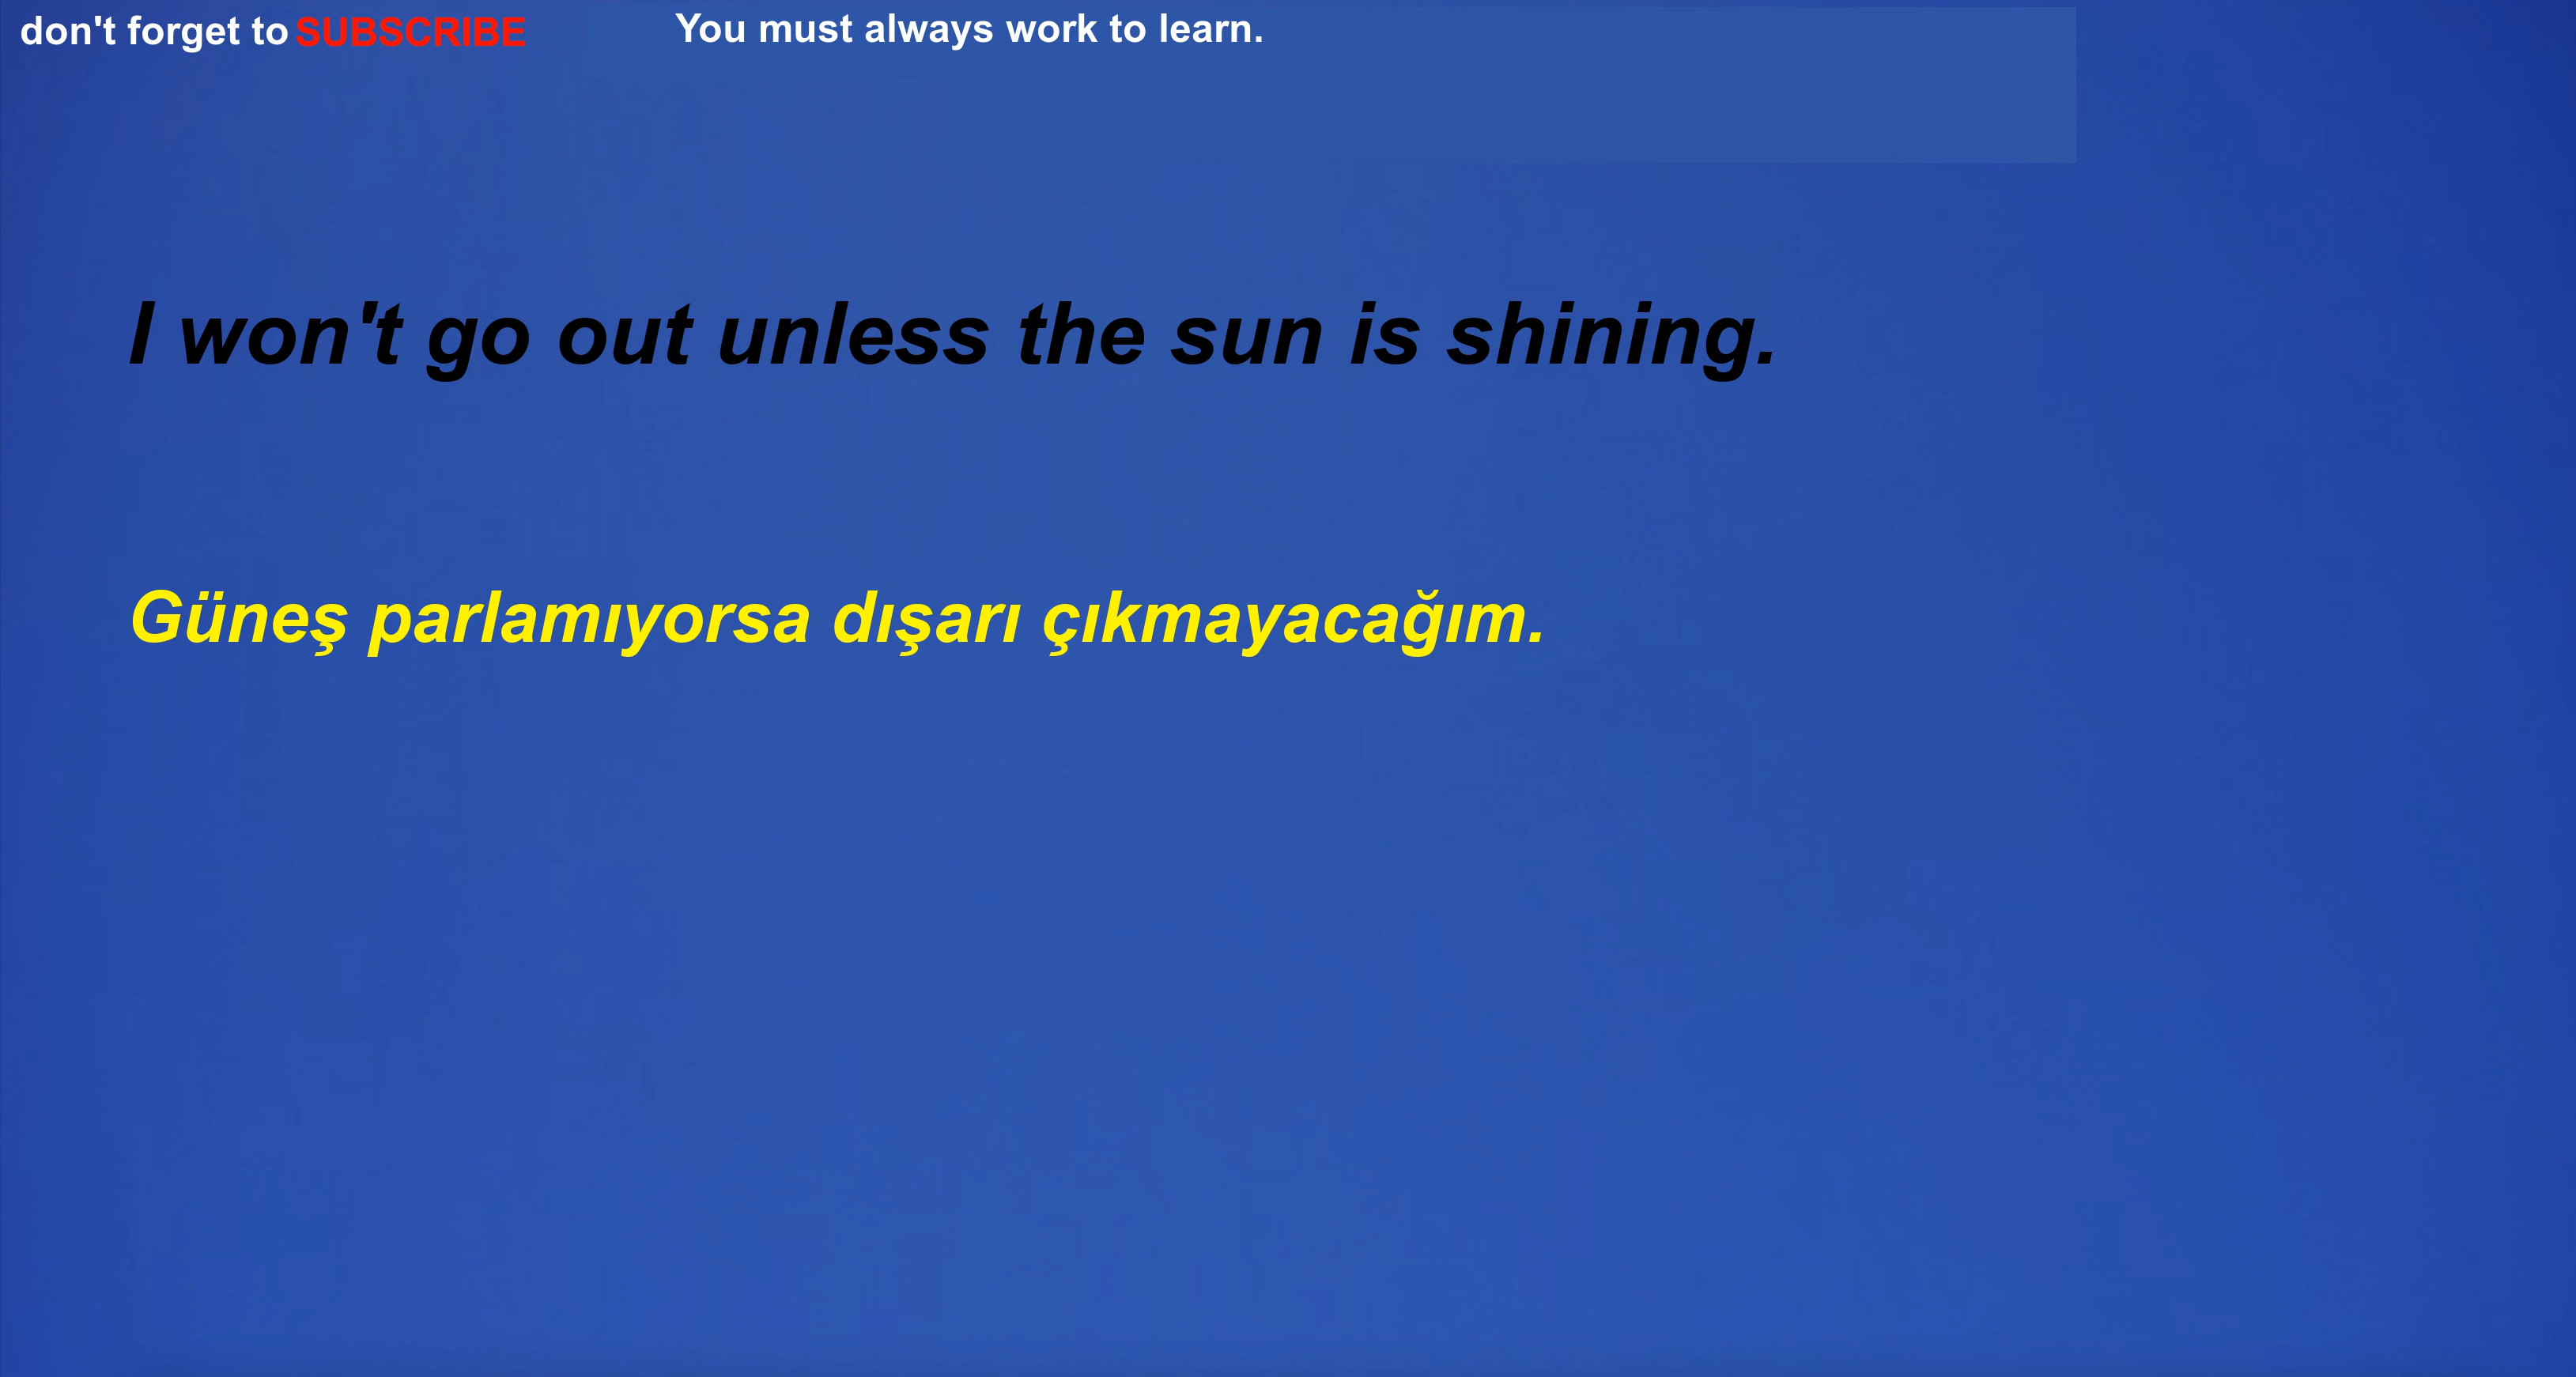 don't forget to SUBSCRIBE
You must always work to learn.
I won't go out unless the sun is shining.
Güneş parlamıyorsa dışarı çıkmayacağım.